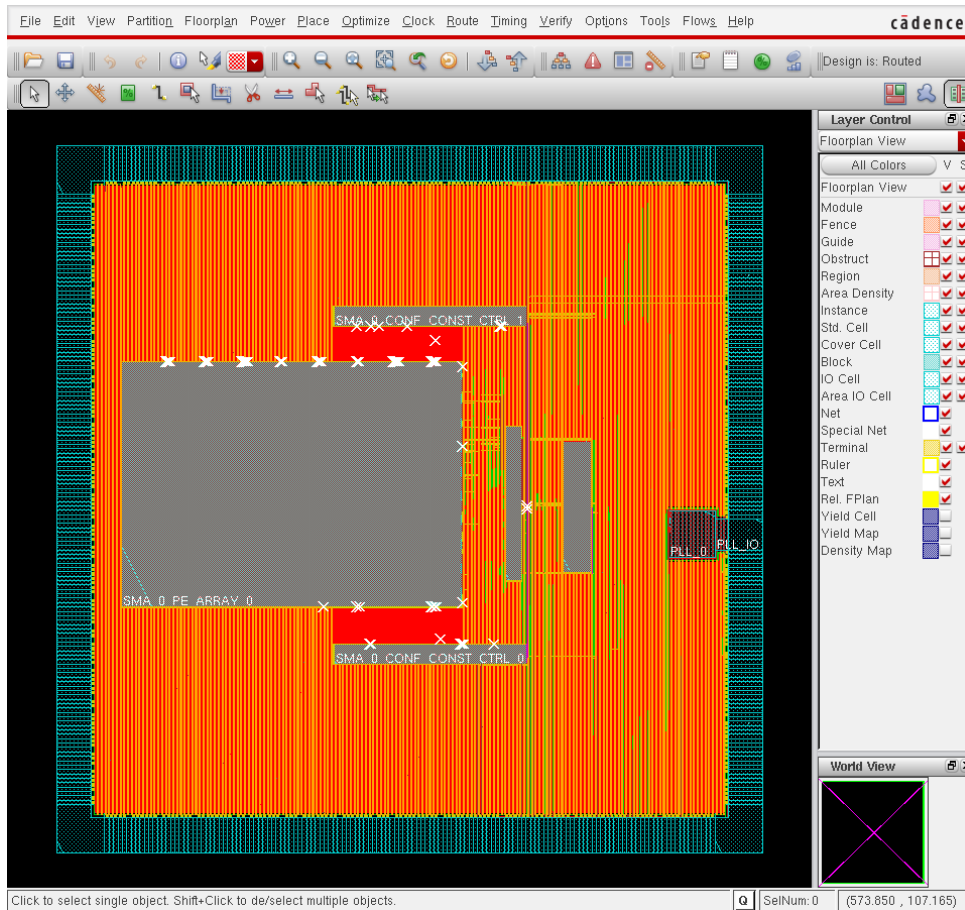 File Edit View Partition Floorplan Power Place Optimize Clock Route Timing Verify Options Tools Flows Help
cādence
Design is: Routed
Layer Control
Floorplan View
All Colors V S
Floorplan View
Module
Fence
Guide
Obstruct
Region
Area Density
Instance
Std. Cell
Cover Cell
Block
IO Cell
Area IO Cell
Net
Special Net
Terminal
Ruler
Text
Rel. FPlan
Yield Cell
Yield Map
Density Map
SMA_0_CONF_CONST_CTRL_1
SMA_0_PE_ARRAY_0
SMA_0_CONF_CONST_CTRL_0
PLL_0
PLL_IO
World View
Click to select single object. Shift+Click to de/select multiple objects.
Q
SelNum: 0
(573.850 , 107.165)